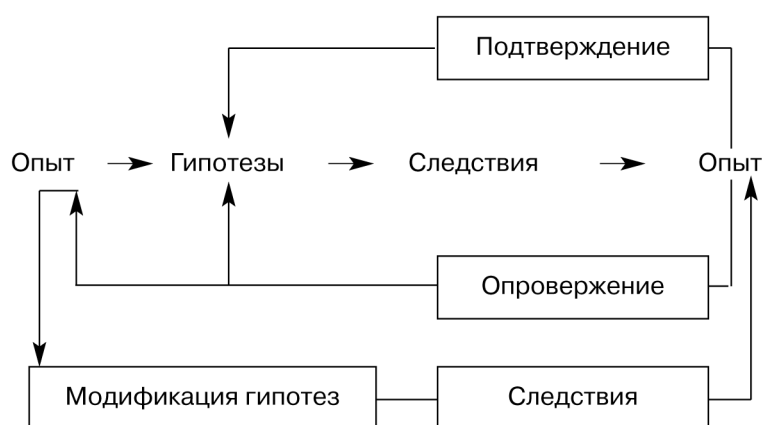 Подтверждение
Опыт
Гипотезы
Следствия
Опыт
Опровержение
Модификация гипотез
Следствия